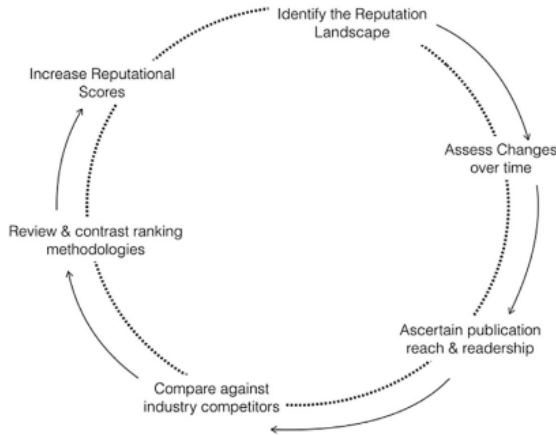 Identify the Reputation
Landscape
Assess Changes
over time
Ascertain publication
reach & readership
Compare against
industry competitors
Review & contrast ranking
methodologies
Increase Reputational
Scores